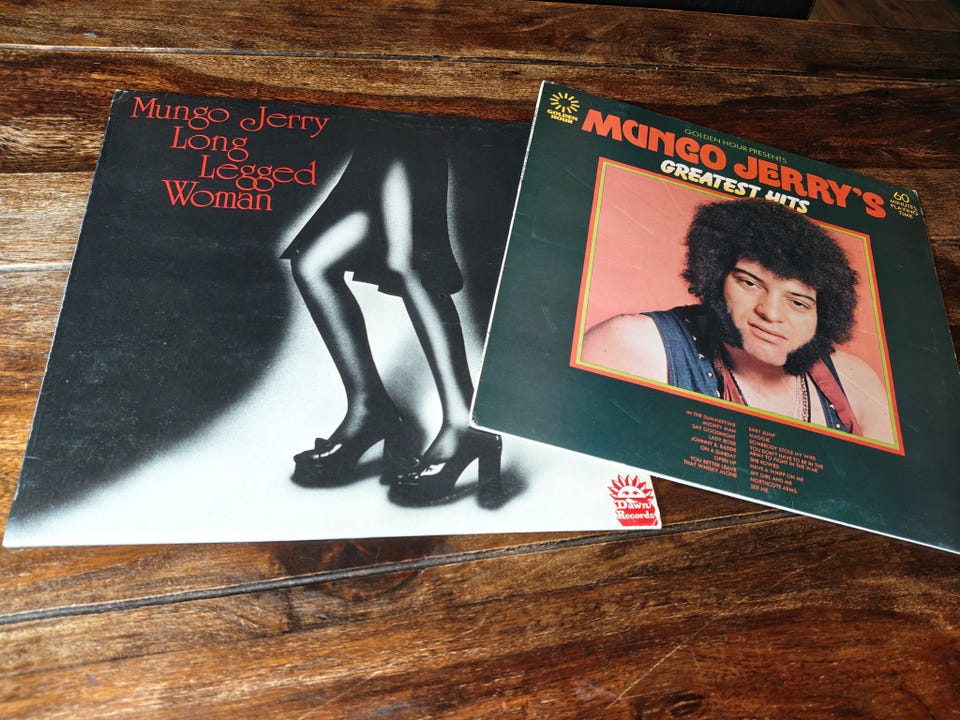 Mungo Jerry
Long
Legged
Woman
Dawn
Records
GOLDEN
HOUR
GOLDEN HOUR PRESENTS
MUNGO JERRY'S
GREATEST HITS
60
MINUTES
PLAYING
TIME
IN THE SUMMERTIME
MIGHTY MAN
SAY GOODNIGHT
LADY ROSE
JOHNNY B. BADDE
ON A SUNDAY
OPEN UP
YOU BETTER LEAVE
THAT WHISKY ALONE
BABY JUMP
MAGGIE
SOMEBODY STOLE MY WIFE
YOU DON'T HAVE TO BE IN THE
ARMY TO FIGHT IN THE WAR
SHE ROWED
HAVE A WHIFF ON ME
MY GIRL AND ME
NORTHCOTE ARMS
SEE ME